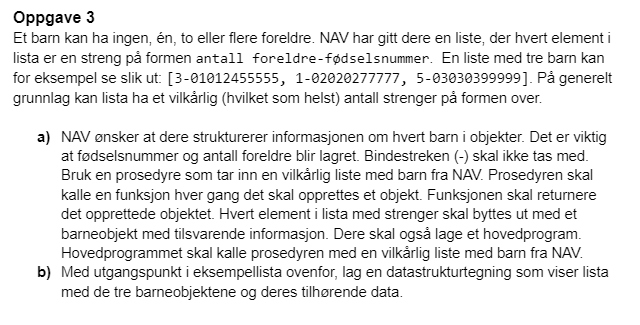 Oppgave 3
Et barn kan ha ingen, én, to eller flere foreldre. NAV har gitt dere en liste, der hvert element i
lista er en streng på formen antall foreldre-fødselsnummer. En liste med tre barn kan
for eksempel se slik ut: [3-01012455555, 1-02020277777, 5-03030399999]. På generelt
grunnlag kan lista ha et vilkårlig (hvilket som helst) antall strenger på formen over.
a) NAV ønsker at dere strukturerer informasjonen om hvert barn i objekter. Det er viktig
at fødselsnummer og antall foreldre blir lagret. Bindestreken (-) skal ikke tas med.
Bruk en prosedyre som tar inn en vilkårlig liste med barn fra NAV. Prosedyren skal
kalle en funksjon hver gang det skal opprettes et objekt. Funksjonen skal returnere
det opprettede objektet. Hvert element i lista med strenger skal byttes ut med et
barneobjekt med tilsvarende informasjon. Dere skal også lage et hovedprogram.
Hovedprogrammet skal kalle prosedyren med en vilkårlig liste med barn fra NAV.
b) Med utgangspunkt i eksempellista ovenfor, lag en datastrukturtegning som viser lista
med de tre barneobjektene og deres tilhørende data.